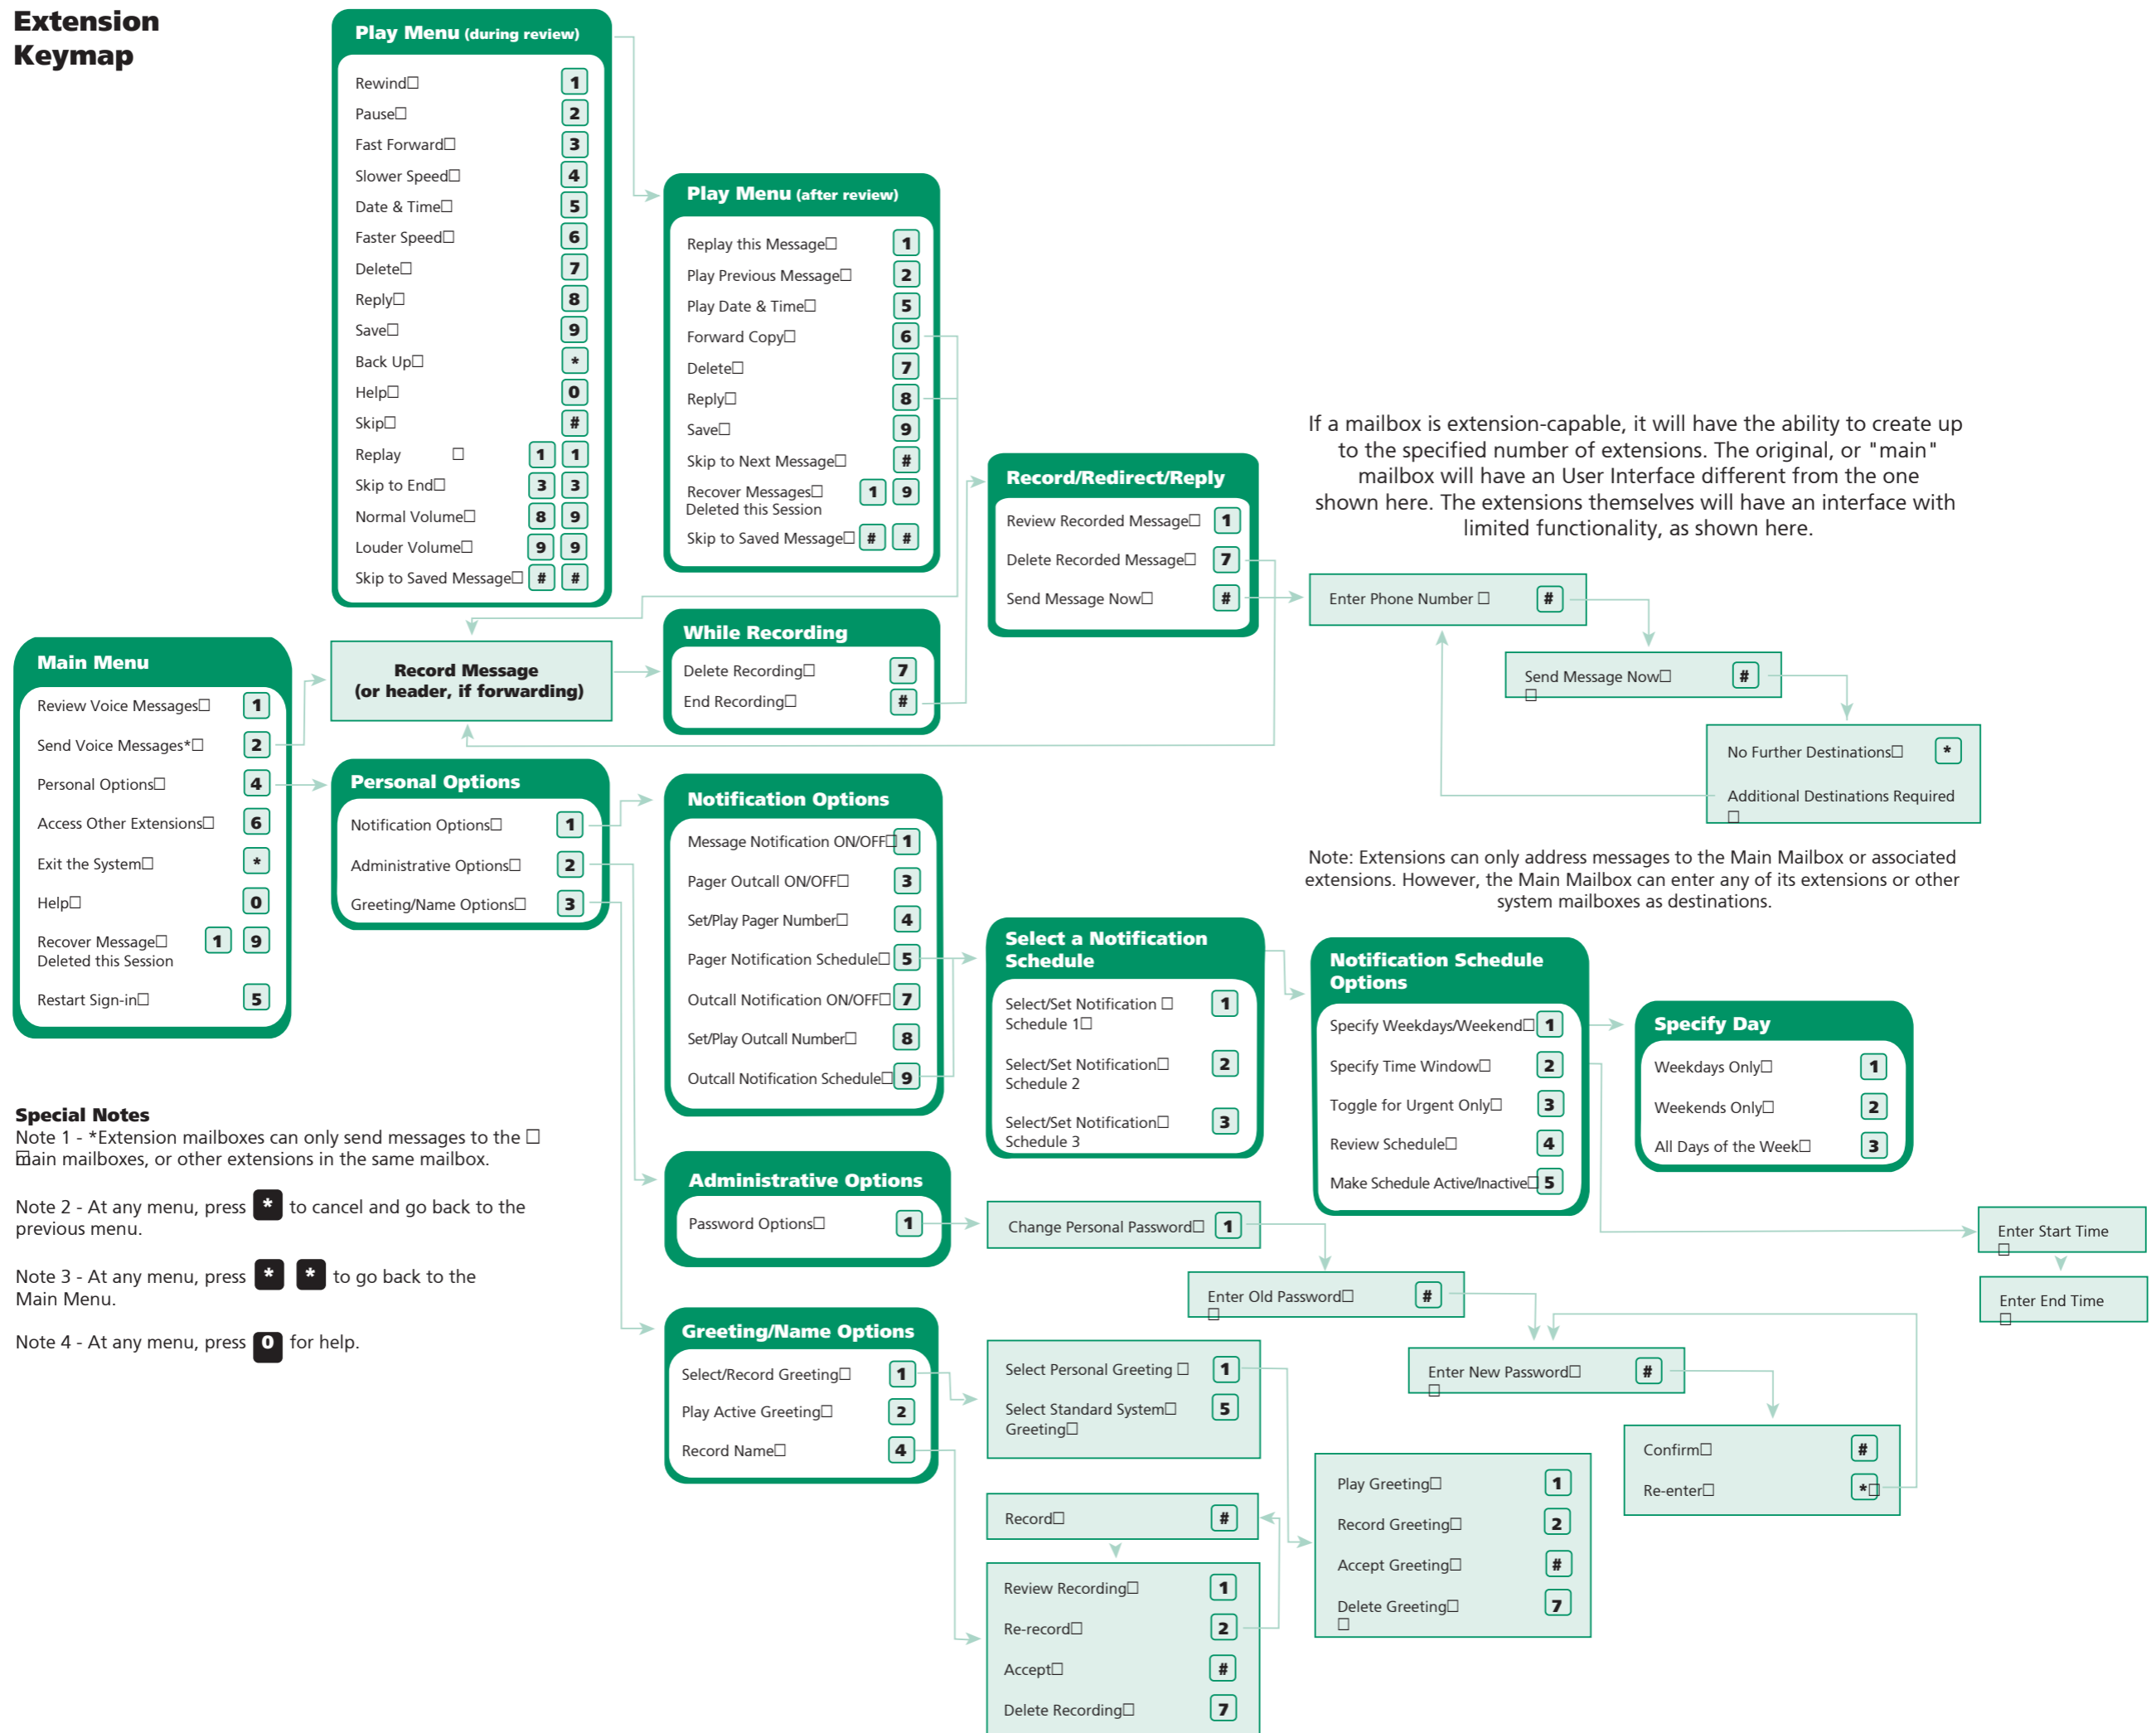 Extension
Keymap
Play Menu (during review)
Rewind 1
Pause 2
Fast Forward 3
Slower Speed 4
Date & Time 5
Faster Speed 6
Delete 7
Reply 8
Save 9
Back Up *
Help 0
Skip #
Replay 1 1
Skip to End 3 3
Normal Volume 8 9
Louder Volume 9 9
Skip to Saved Message # #
Play Menu (after review)
Replay this Message 1
Play Previous Message 2
Play Date & Time 5
Forward Copy 6
Delete 7
Reply 8
Save 9
Skip to Next Message #
Recover Messages 1 9
Deleted this Session
Skip to Saved Message # #
Record/Redirect/Reply
Review Recorded Message 1
Delete Recorded Message 7
Send Message Now #
If a mailbox is extension-capable, it will have the ability to create up
to the specified number of extensions. The original, or "main"
mailbox will have an User Interface different from the one
shown here. The extensions themselves will have an interface with
limited functionality, as shown here.
Enter Phone Number #
Send Message Now #
No Further Destinations *
Additional Destinations Required
Note: Extensions can only address messages to the Main Mailbox or associated
extensions. However, the Main Mailbox can enter any of its extensions or other
system mailboxes as destinations.
Main Menu
Review Voice Messages 1
Send Voice Messages* 2
Personal Options 4
Access Other Extensions 6
Exit the System *
Help 0
Recover Message 1 9
Deleted this Session
Restart Sign-in 5
Record Message
(or header, if forwarding)
While Recording
Delete Recording 7
End Recording #
Personal Options
Notification Options 1
Administrative Options 2
Greeting/Name Options 3
Notification Options
Message Notification ON/OFF 1
Pager Outcall ON/OFF 3
Set/Play Pager Number 4
Pager Notification Schedule 5
Outcall Notification ON/OFF 7
Set/Play Outcall Number 8
Outcall Notification Schedule 9
Select a Notification
Schedule
Select/Set Notification 1
Schedule 1
Select/Set Notification 2
Schedule 2
Select/Set Notification 3
Schedule 3
Notification Schedule
Options
Specify Weekdays/Weekend 1
Specify Time Window 2
Toggle for Urgent Only 3
Review Schedule 4
Make Schedule Active/Inactive 5
Specify Day
Weekdays Only 1
Weekends Only 2
All Days of the Week 3
Enter Start Time
Enter End Time
Special Notes
Note 1 - *Extension mailboxes can only send messages to the
main mailboxes, or other extensions in the same mailbox.
Note 2 - At any menu, press * to cancel and go back to the
previous menu.
Note 3 - At any menu, press * * to go back to the
Main Menu.
Note 4 - At any menu, press 0 for help.
Administrative Options
Password Options 1
Change Personal Password 1
Enter Old Password #
Enter New Password #
Confirm #
Re-enter *
Greeting/Name Options
Select/Record Greeting 1
Play Active Greeting 2
Record Name 4
Select Personal Greeting 1
Select Standard System 5
Greeting
Play Greeting 1
Record Greeting 2
Accept Greeting #
Delete Greeting 7
Record #
Review Recording 1
Re-record 2
Accept #
Delete Recording 7